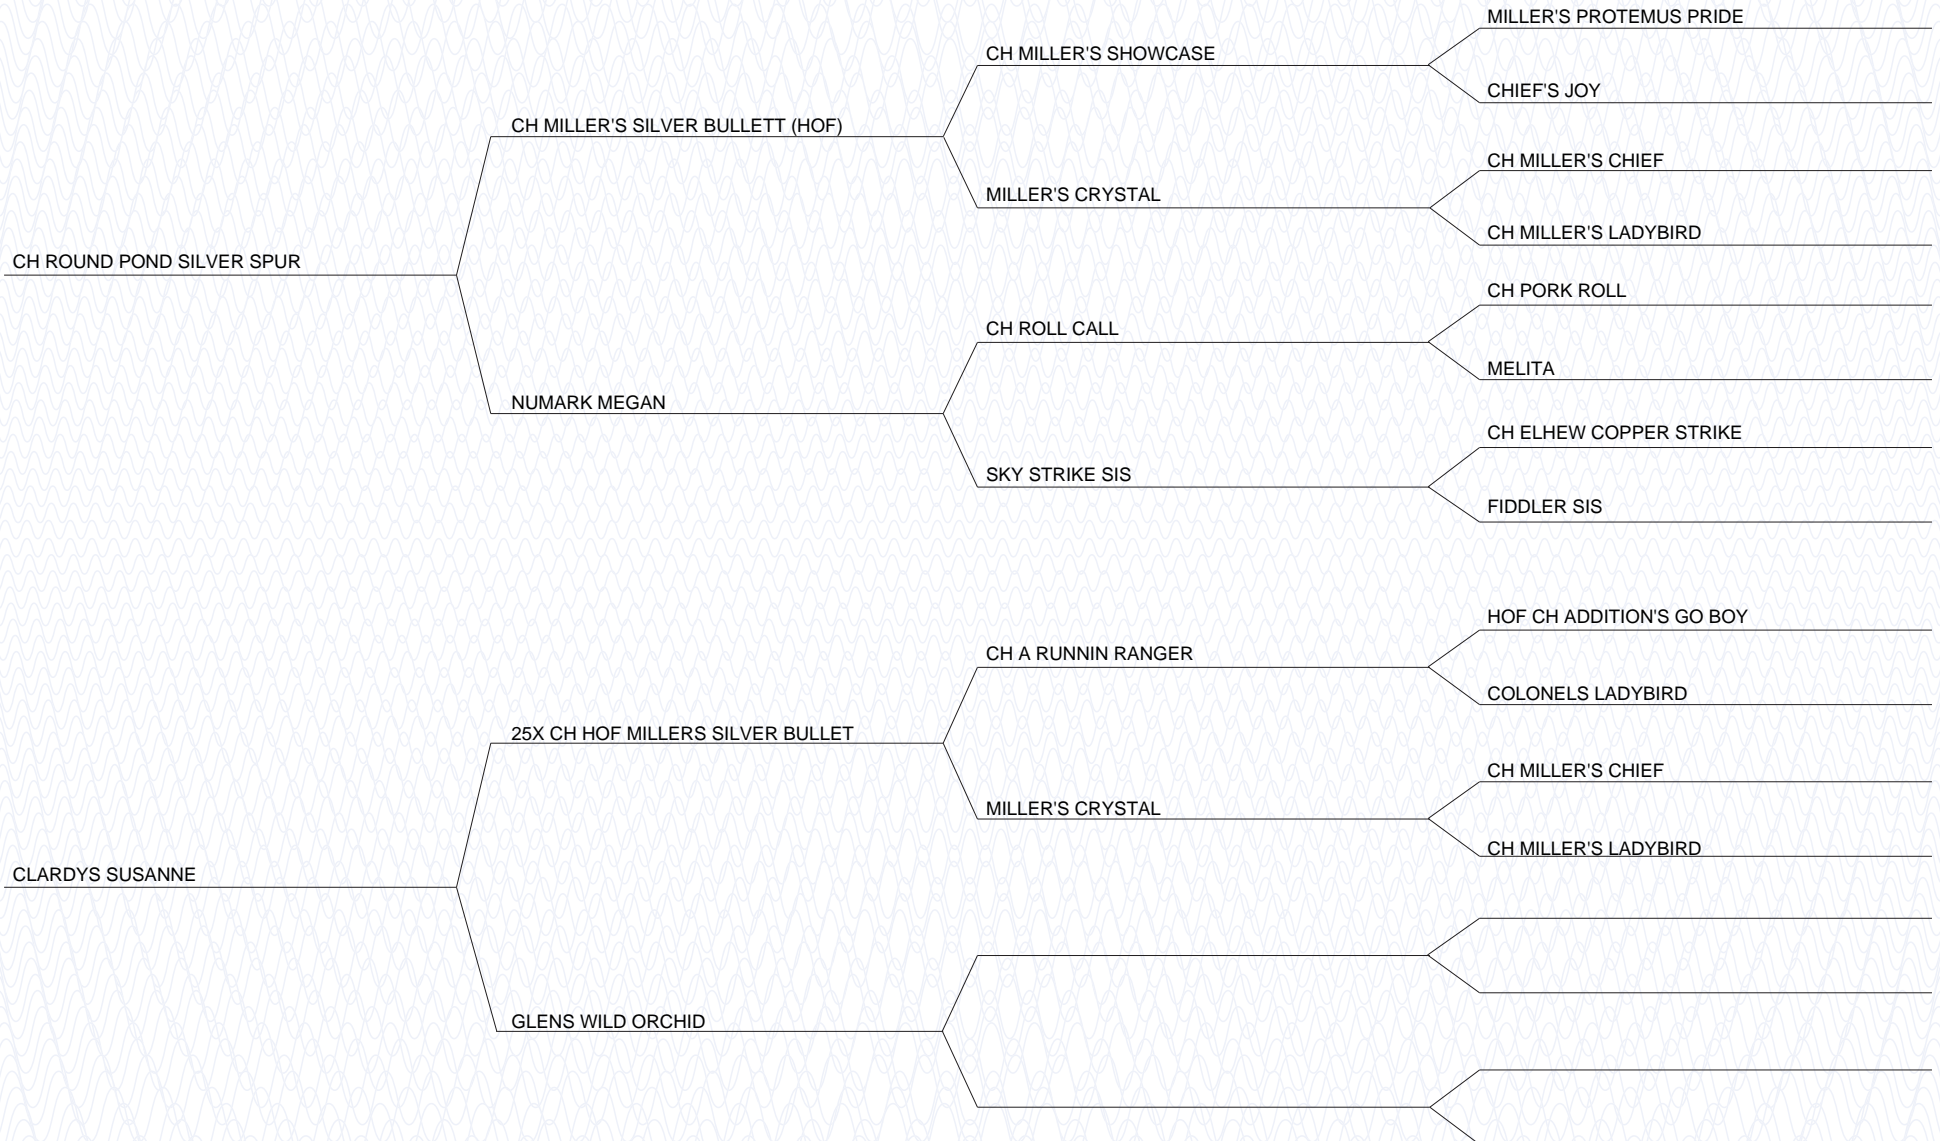 MILLER'S PROTEMUS PRIDE
CH MILLER'S SHOWCASE
CHIEF'S JOY
CH MILLER'S SILVER BULLETT (HOF)
CH MILLER'S CHIEF
MILLER'S CRYSTAL
CH MILLER'S LADYBIRD
CH ROUND POND SILVER SPUR
CH PORK ROLL
CH ROLL CALL
MELITA
NUMARK MEGAN
CH ELHEW COPPER STRIKE
SKY STRIKE SIS
FIDDLER SIS
HOF CH ADDITION'S GO BOY
CH A RUNNIN RANGER
COLONELS LADYBIRD
25X CH HOF MILLERS SILVER BULLET
CH MILLER'S CHIEF
MILLER'S CRYSTAL
CH MILLER'S LADYBIRD
CLARDYS SUSANNE
GLENS WILD ORCHID